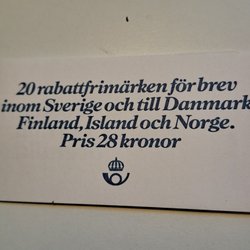 20 rabattfrimärken för brev
inom Sverige och till Danmark
Finland, Island och Norge.
Pris 28 kronor